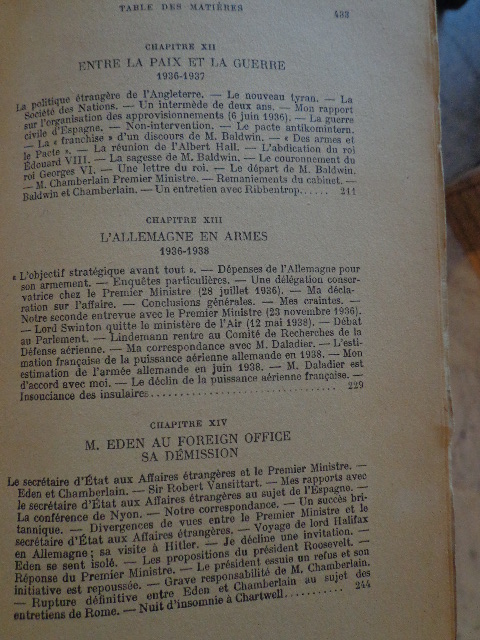 TABLE DES MATIÈRES 433
CHAPITRE XII
ENTRE LA PAIX ET LA GUERRE
1936-1937
La politique étrangère de l'Angleterre. — Le nouveau tyran. — La
Société des Nations. — Un intermède de deux ans. — Mon rapport
sur l'organisation des approvisionnements (6 juin 1936). — La guerre
civile d'Espagne. — Non-intervention. — Le pacte antikomintern.
— La « franchise » d'un discours de M. Baldwin. — « Des armes et
le Pacte ». — La réunion de l'Albert Hall. — L'abdication du roi
Édouard VIII. — La sagesse de M. Baldwin. — Le couronnement du
roi Georges VI. — Une lettre du roi. — Le départ de M. Baldwin.
— M. Chamberlain Premier Ministre. — Remaniements du cabinet. —
Baldwin et Chamberlain. — Un entretien avec Ribbentrop...... 211
CHAPITRE XIII
L'ALLEMAGNE EN ARMES
1936-1938
« L'objectif stratégique avant tout ». — Dépenses de l'Allemagne pour
son armement. — Enquêtes particulières. — Une délégation conser-
vatrice chez le Premier Ministre (28 juillet 1936). — Ma décla-
ration sur l'affaire. — Conclusions générales. — Mes craintes. —
Notre seconde entrevue avec le Premier Ministre (23 novembre 1936).
— Lord Swinton quitte le ministère de l'Air (12 mai 1938). — Débat
au Parlement. — Lindemann rentre au Comité de Recherches de la
Défense aérienne. — Ma correspondance avec M. Daladier. — L'esti-
mation française de la puissance aérienne allemande en 1938. — Mon
estimation de l'armée allemande en juin 1938. — M. Daladier est
d'accord avec moi. — Le déclin de la puissance aérienne française. —
Insouciance des insulaires.............................. 229
CHAPITRE XIV
M. EDEN AU FOREIGN OFFICE
SA DÉMISSION
Le secrétaire d'État aux Affaires étrangères et le Premier Ministre. —
Eden et Chamberlain. — Sir Robert Vansittart. — Mes rapports avec
le secrétaire d'État aux Affaires étrangères au sujet de l'Espagne. —
La conférence de Nyon. — Notre correspondance. — Un succès bri-
tannique. — Divergences de vues entre le Premier Ministre et le
secrétaire d'État aux Affaires étrangères. — Voyage de lord Halifax
en Allemagne ; sa visite à Hitler. — Je décline une invitation. —
Eden se sent isolé. — Les propositions du président Roosevelt. —
Réponse du Premier Ministre. — Le président essuie un refus et son
initiative est repoussée. — Grave responsabilité de M. Chamberlain.
— Rupture définitive entre Eden et Chamberlain au sujet des
entretiens de Rome. — Nuit d'insomnie à Chartwell........... 244